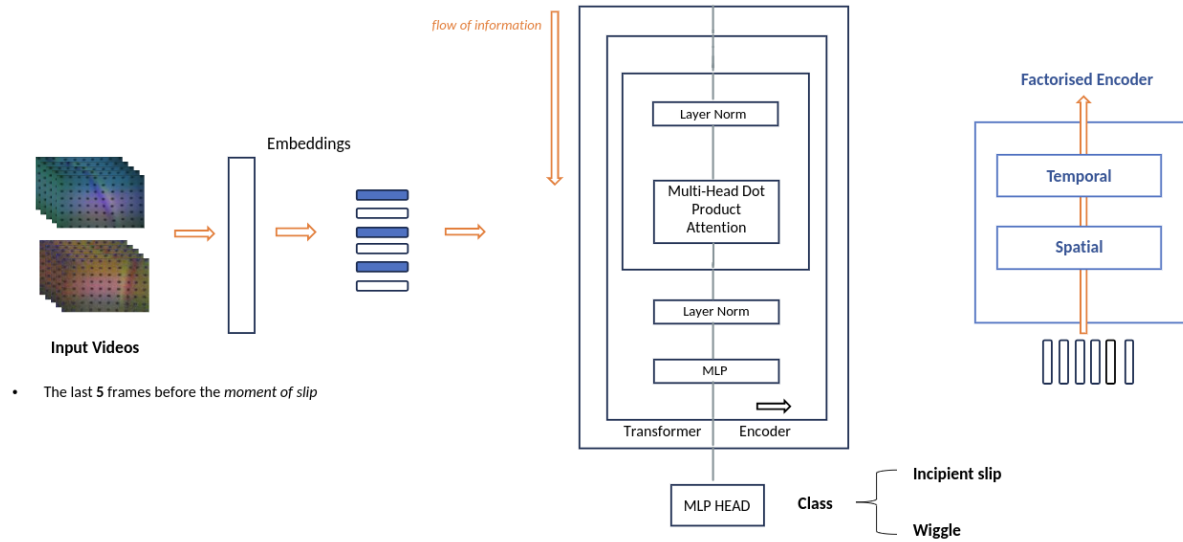 flow of information
Embeddings
Input Videos
• The last 5 frames before the moment of slip
Layer Norm
Multi-Head Dot
Product
Attention
Layer Norm
MLP
Transformer Encoder
MLP HEAD
Class
Incipient slip
Wiggle
Factorised Encoder
Temporal
Spatial